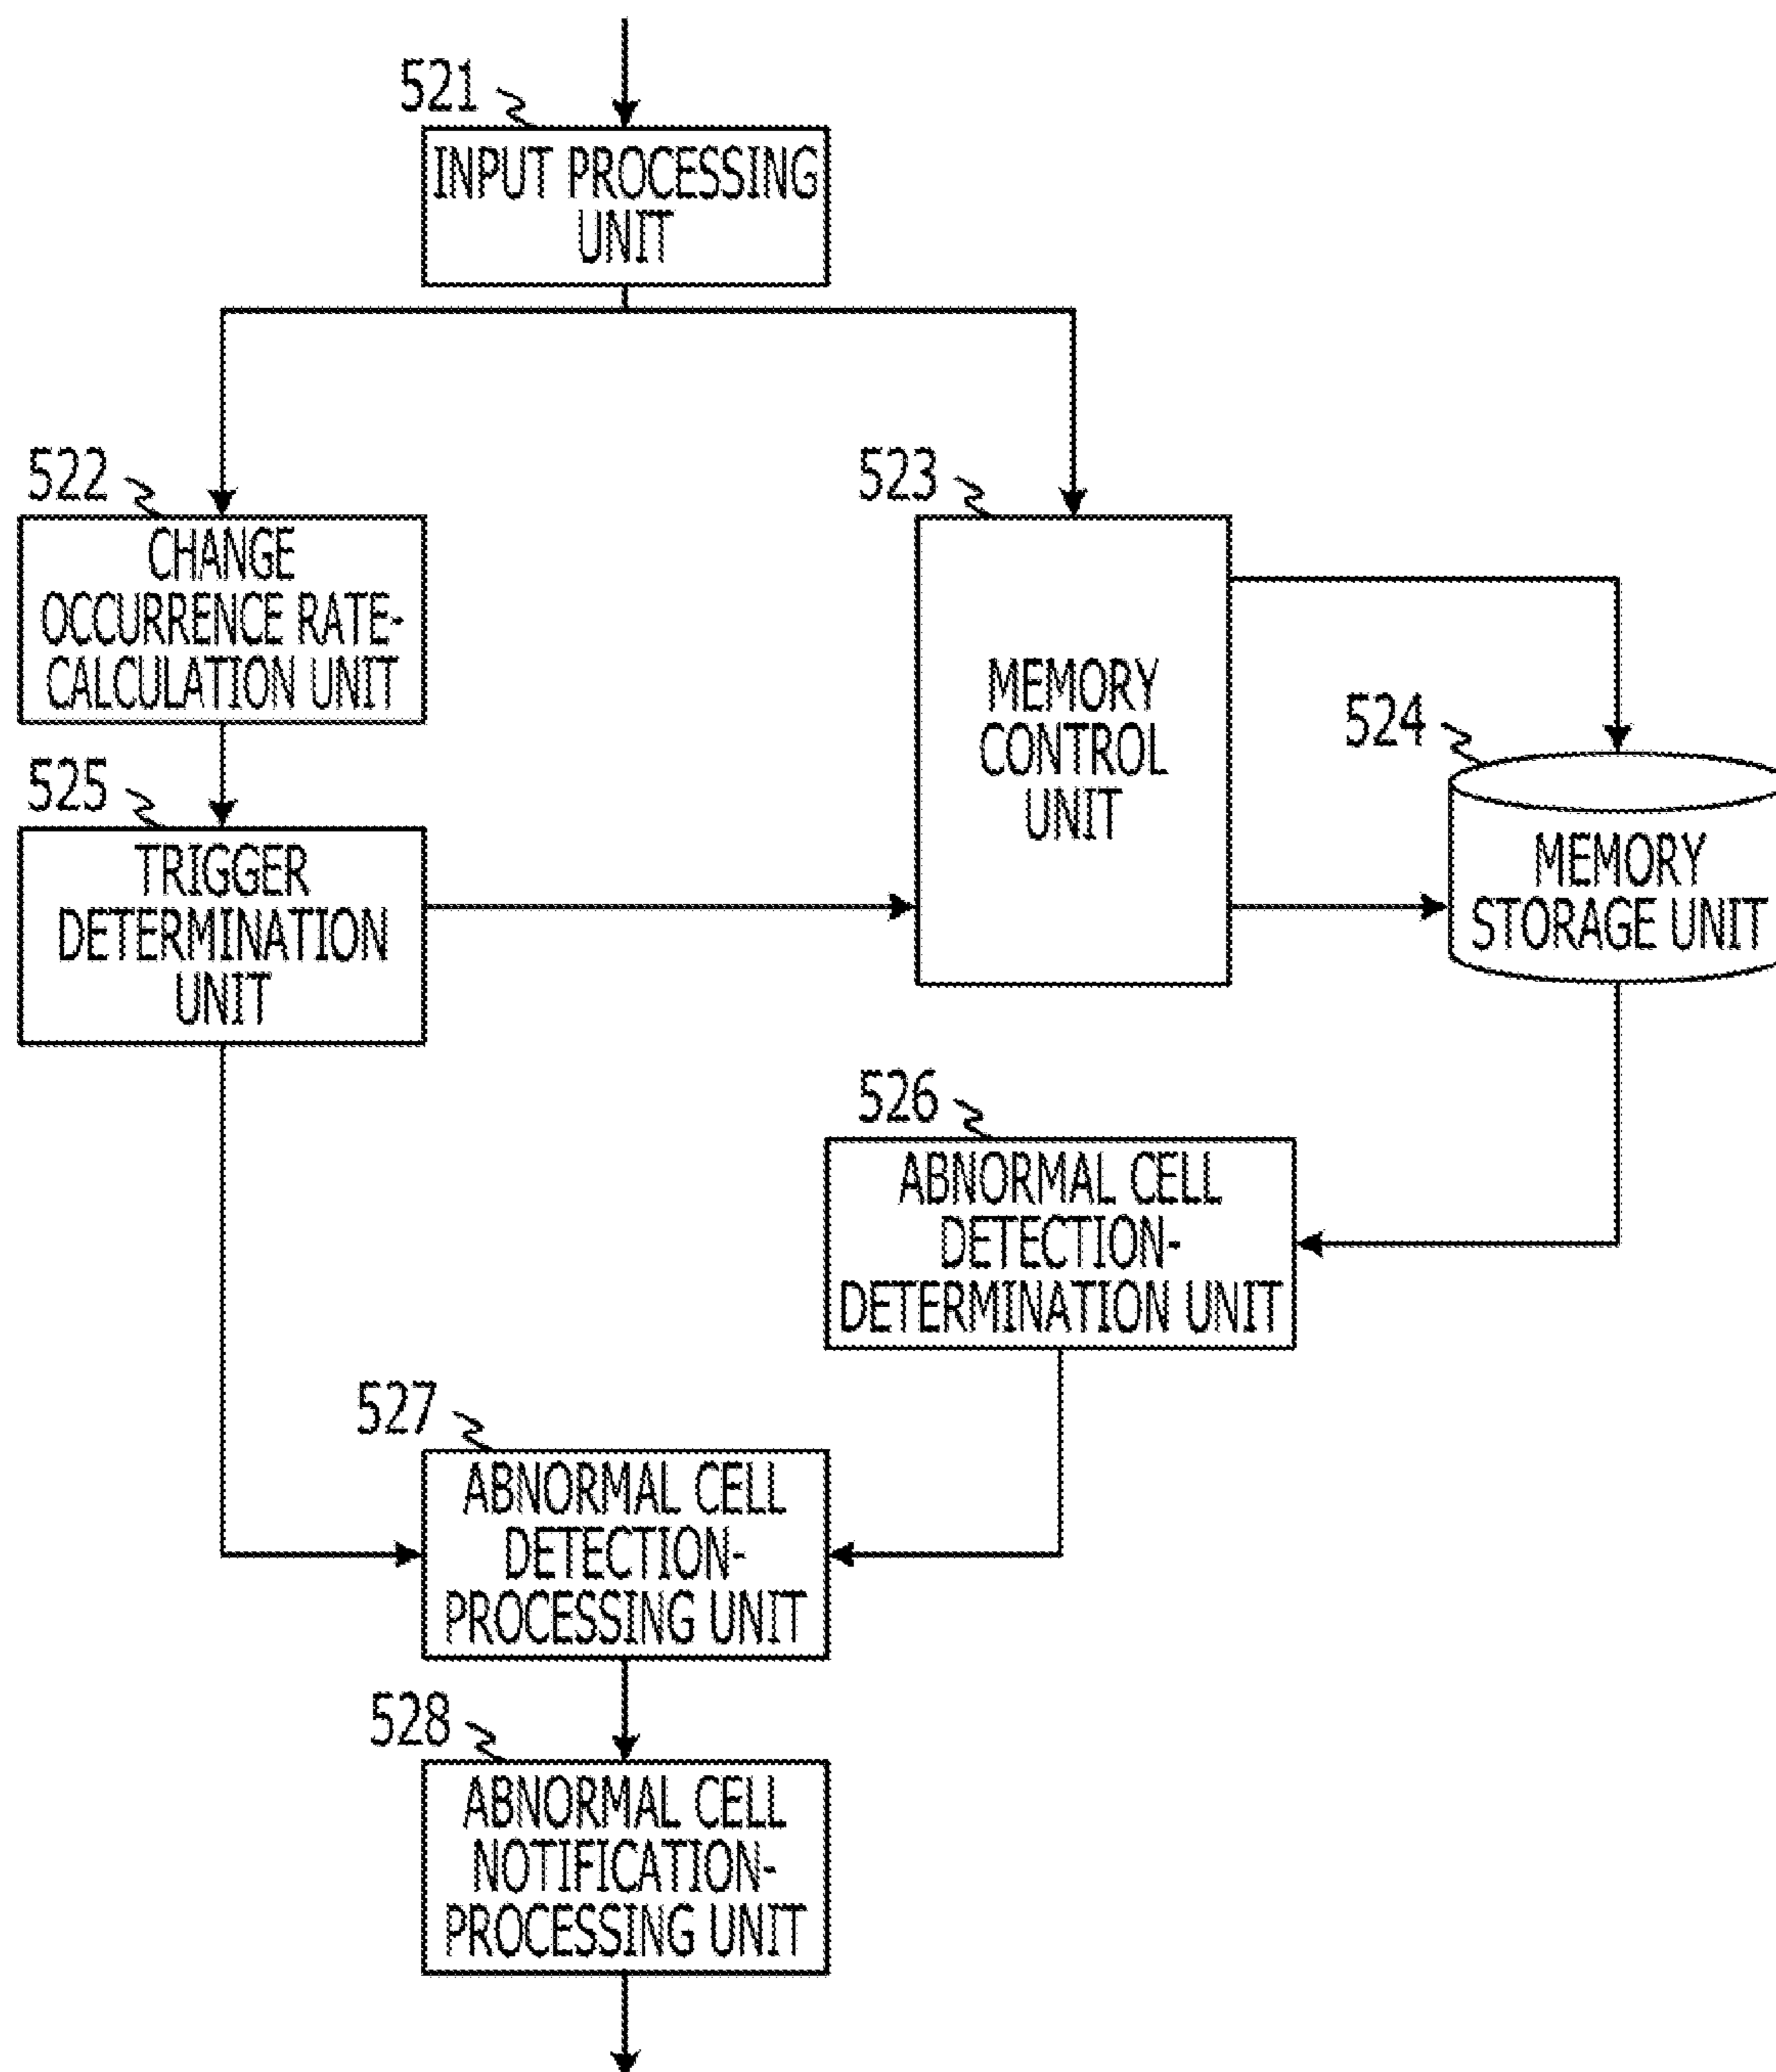 521
INPUT PROCESSING
UNIT
522
CHANGE
OCCURRENCE RATE-
CALCULATION UNIT
523
MEMORY
CONTROL
UNIT
524
MEMORY
STORAGE UNIT
525
TRIGGER
DETERMINATION
UNIT
526
ABNORMAL CELL
DETECTION-
DETERMINATION UNIT
527
ABNORMAL CELL
DETECTION-
PROCESSING UNIT
528
ABNORMAL CELL
NOTIFICATION-
PROCESSING UNIT